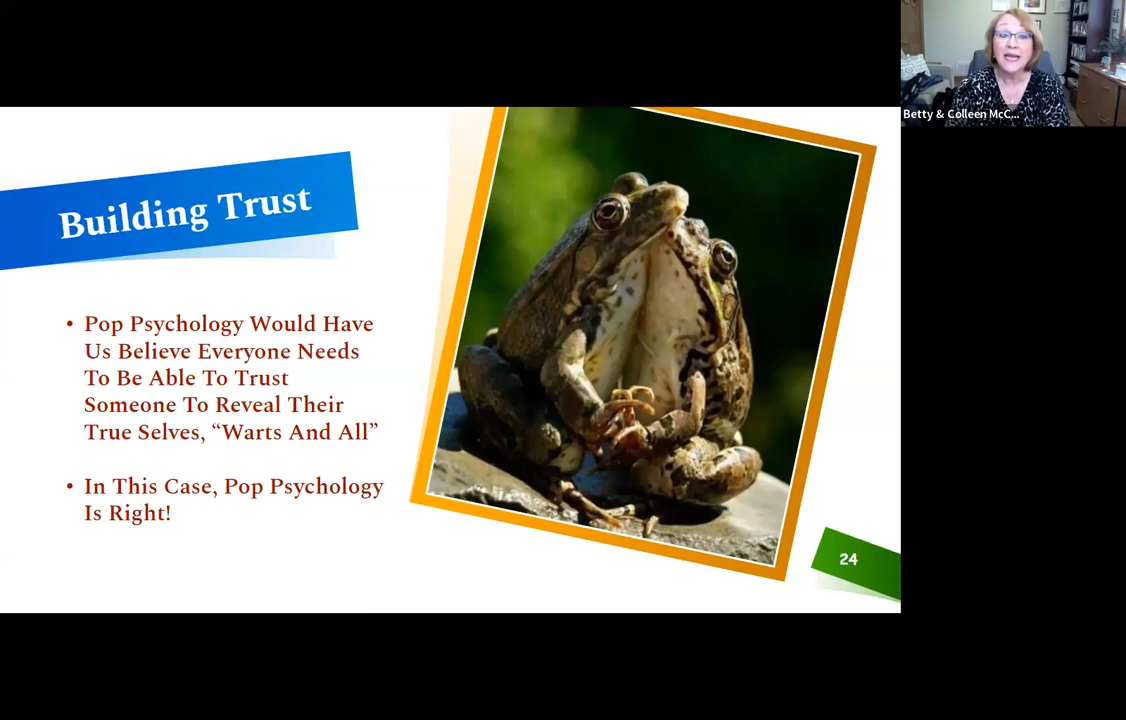 Betty & Colleen McC...
Building Trust
• Pop Psychology Would Have
Us Believe Everyone Needs
To Be Able To Trust
Someone To Reveal Their
True Selves, “Warts And All”
• In This Case, Pop Psychology
Is Right!
24